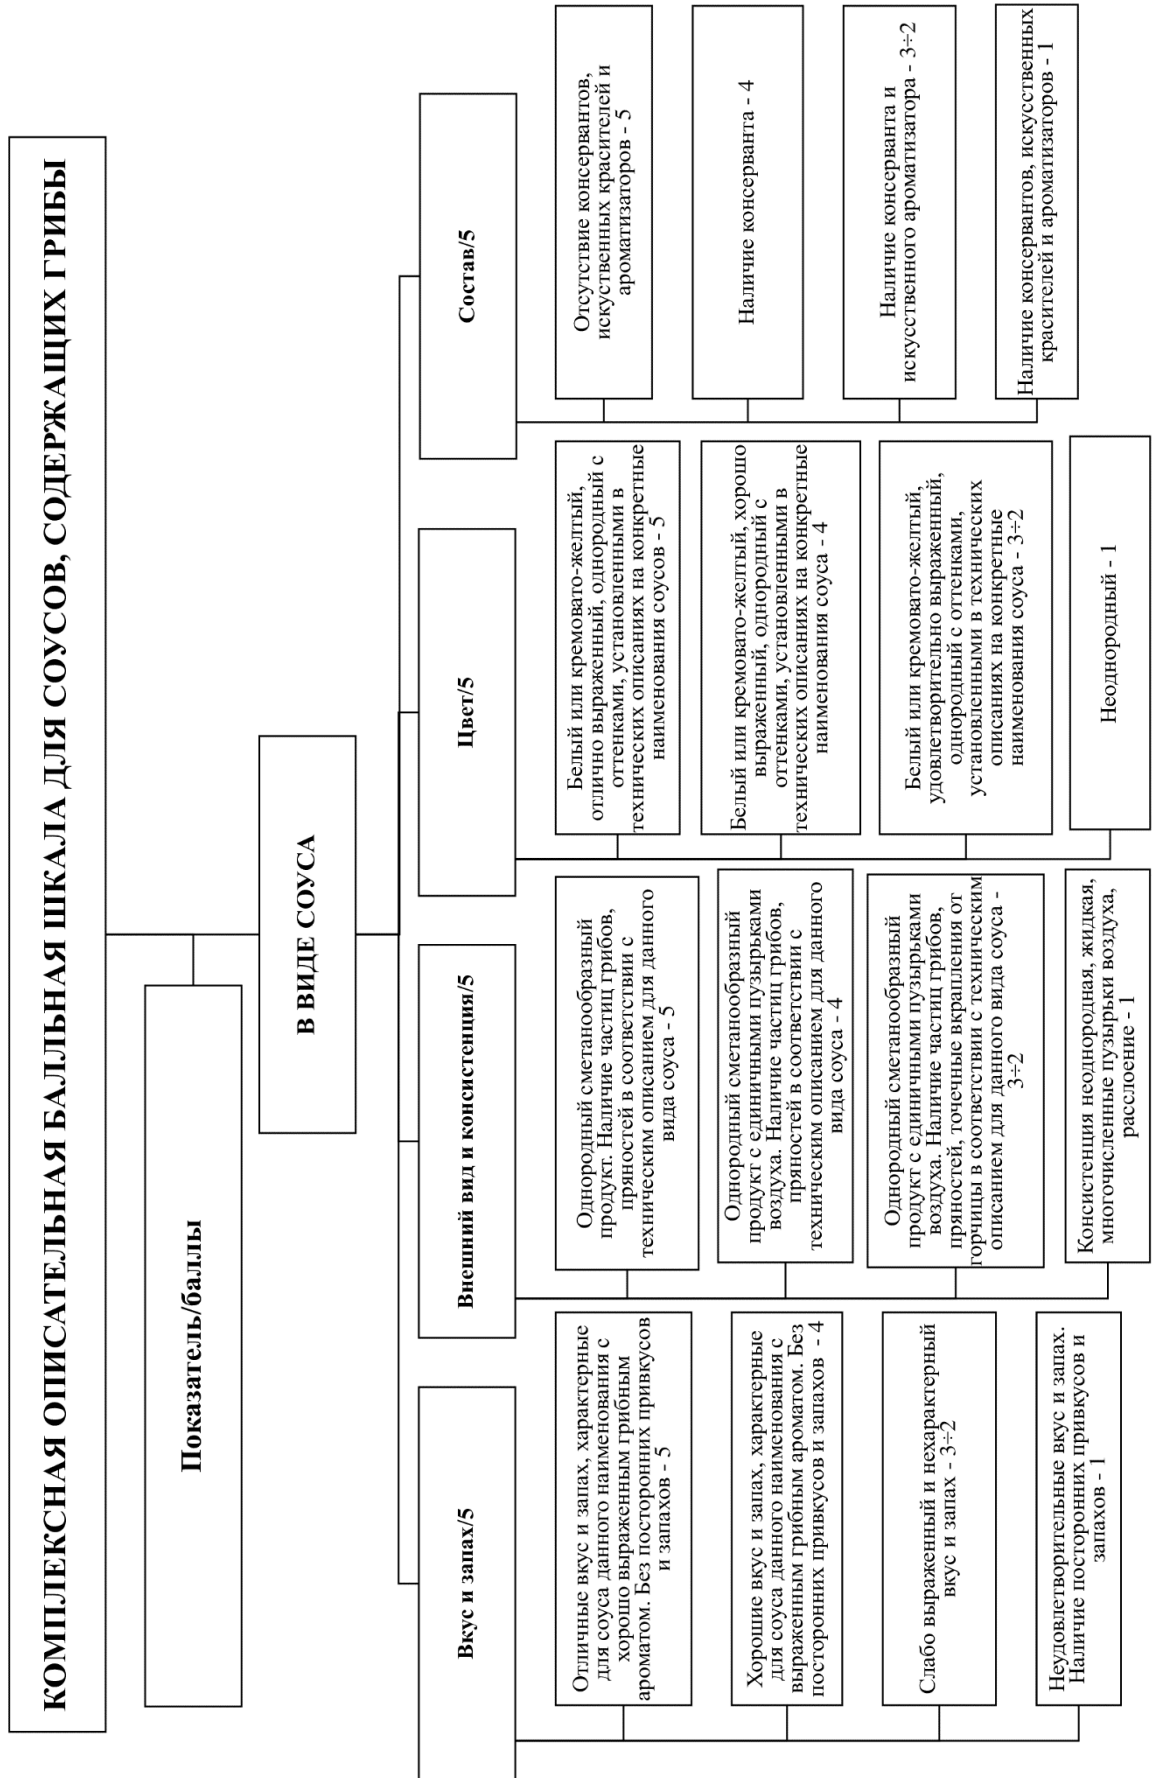 КОМПЛЕКСНАЯ ОПИСАТЕЛЬНАЯ БАЛЛЬНАЯ ШКАЛА ДЛЯ СОУСОВ, СОДЕРЖАЩИХ ГРИБЫ
Показатель/баллы
В ВИДЕ СОУСА
Вкус и запах/5
Отличные вкус и запах, характерные
для соуса данного наименования с
хорошо выраженным грибным
ароматом. Без посторонних привкусов
и запахов - 5
Хорошие вкус и запах, характерные
для соуса данного наименования с
выраженным грибным ароматом. Без
посторонних привкусов и запахов - 4
Слабо выраженный и нехарактерный
вкус и запах - 3÷2
Неудовлетворительные вкус и запах.
Наличие посторонних привкусов и
запахов - 1
Внешний вид и консистенция/5
Однородный сметанообразный
продукт. Наличие частиц грибов,
пряностей в соответствии с
техническим описанием для данного
вида соуса - 5
Однородный сметанообразный
продукт с единичными пузырьками
воздуха. Наличие частиц грибов,
пряностей в соответствии с
техническим описанием для данного
вида соуса - 4
Однородный сметанообразный
продукт с единичными пузырьками
воздуха. Наличие частиц грибов,
пряностей, точечные вкрапления от
горчицы в соответствии с техническим
описанием для данного вида соуса -
3÷2
Консистенция неоднородная, жидкая,
многочисленные пузырьки воздуха,
расслоение - 1
Цвет/5
Белый или кремовато-желтый,
отлично выраженный, однородный с
оттенками, установленными в
технических описаниях на конкретные
наименования соусов - 5
Белый или кремовато-желтый, хорошо
выраженный, однородный с
оттенками, установленными в
технических описаниях на конкретные
наименования соуса - 4
Белый или кремовато-желтый,
удовлетворительно выраженный,
однородный с оттенками,
установленными в технических
описаниях на конкретные
наименования соуса - 3÷2
Неоднородный - 1
Состав/5
Отсутствие консервантов,
искуственных красителей и
ароматизаторов - 5
Наличие консерванта - 4
Наличие консерванта и
искусственного ароматизатора - 3÷2
Наличие консервантов, искусственных
красителей и ароматизаторов - 1